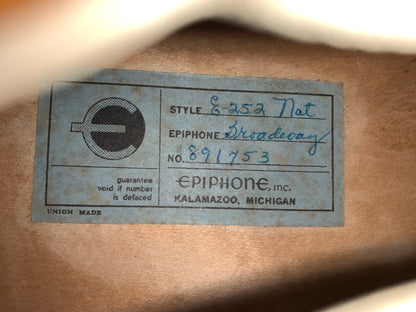 STYLE E-252 Nat
EPIPHONE Broadway
NO. 891753
guarantee
void if number
is defaced
EPIPHONE, INC.
KALAMAZOO, MICHIGAN
UNION MADE